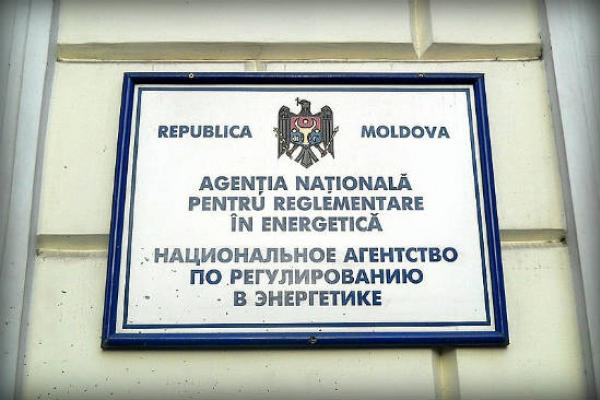 REPUBLICA MOLDOVA
AGENȚIA NAȚIONALĂ
PENTRU REGLEMENTARE
ÎN ENERGETICĂ
НАЦИОНАЛЬНОЕ АГЕНТСТВО
ПО РЕГУЛИРОВАНИЮ
В ЭНЕРГЕТИКЕ